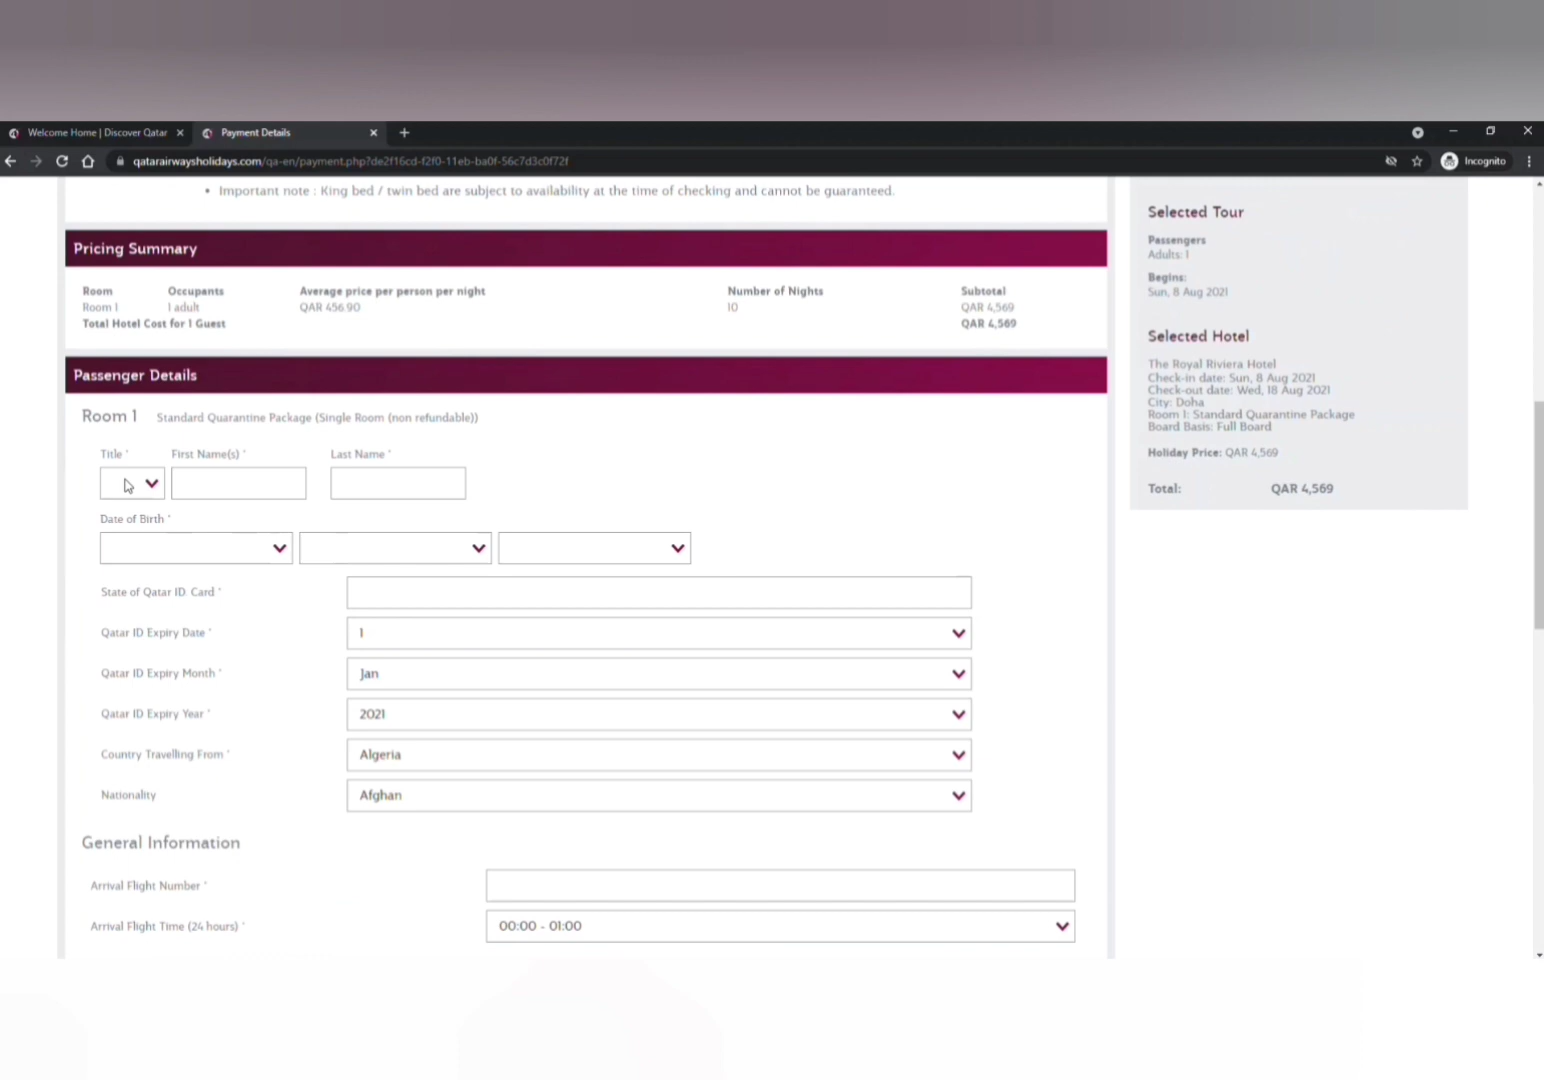 Welcome Home | Discover Qatar
Payment Details
qatarairwaysholidays.com/qa-en/payment.php?de2f16cd-f2f0-11eb-ba0f-56c7d3c0f72f
Incognito
• Important note : King bed / twin bed are subject to availability at the time of checking and cannot be guaranteed.
Pricing Summary
Room Occupants Average price per person per night Number of Nights Subtotal
Room 1 1 adult QAR 456.90 10 QAR 4,569
Total Hotel Cost for 1 Guest QAR 4,569
Passenger Details
Room 1 Standard Quarantine Package (Single Room (non refundable))
Title * First Name(s) * Last Name *
Date of Birth *
State of Qatar ID Card *
Qatar ID Expiry Date * 1
Qatar ID Expiry Month * Jan
Qatar ID Expiry Year * 2021
Country Travelling From * Algeria
Nationality Afghan
General Information
Arrival Flight Number *
Arrival Flight Time (24 hours) * 00:00 - 01:00
Selected Tour
Passengers
Adults: 1
Begins:
Sun, 8 Aug 2021
Selected Hotel
The Royal Riviera Hotel
Check-in date: Sun, 8 Aug 2021
Check-out date: Wed, 18 Aug 2021
City: Doha
Room 1: Standard Quarantine Package
Board Basis: Full Board
Holiday Price: QAR 4,569
Total: QAR 4,569